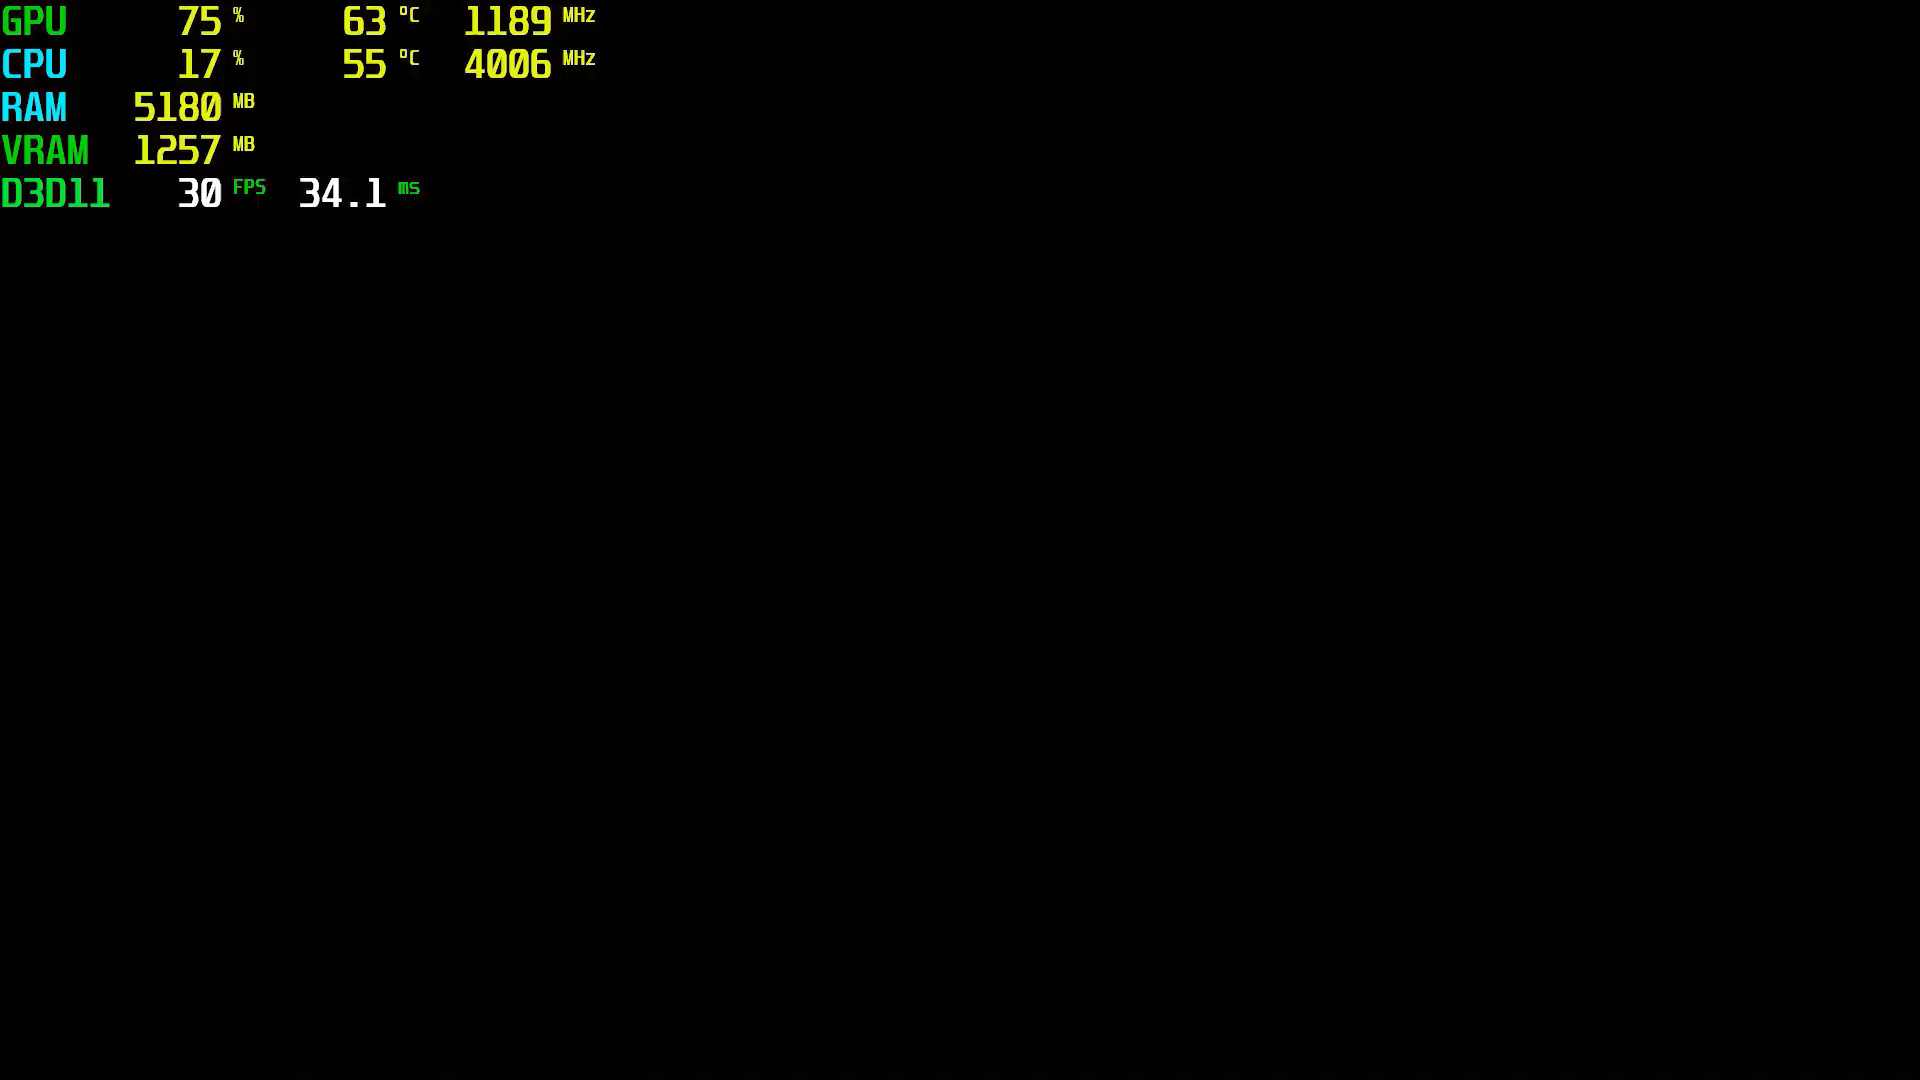 GPU 75 % 63 °C 1189 MHz
CPU 17 % 55 °C 4006 MHz
RAM 5180 MB
VRAM 1257 MB
D3D11 30 FPS 34.1 ms